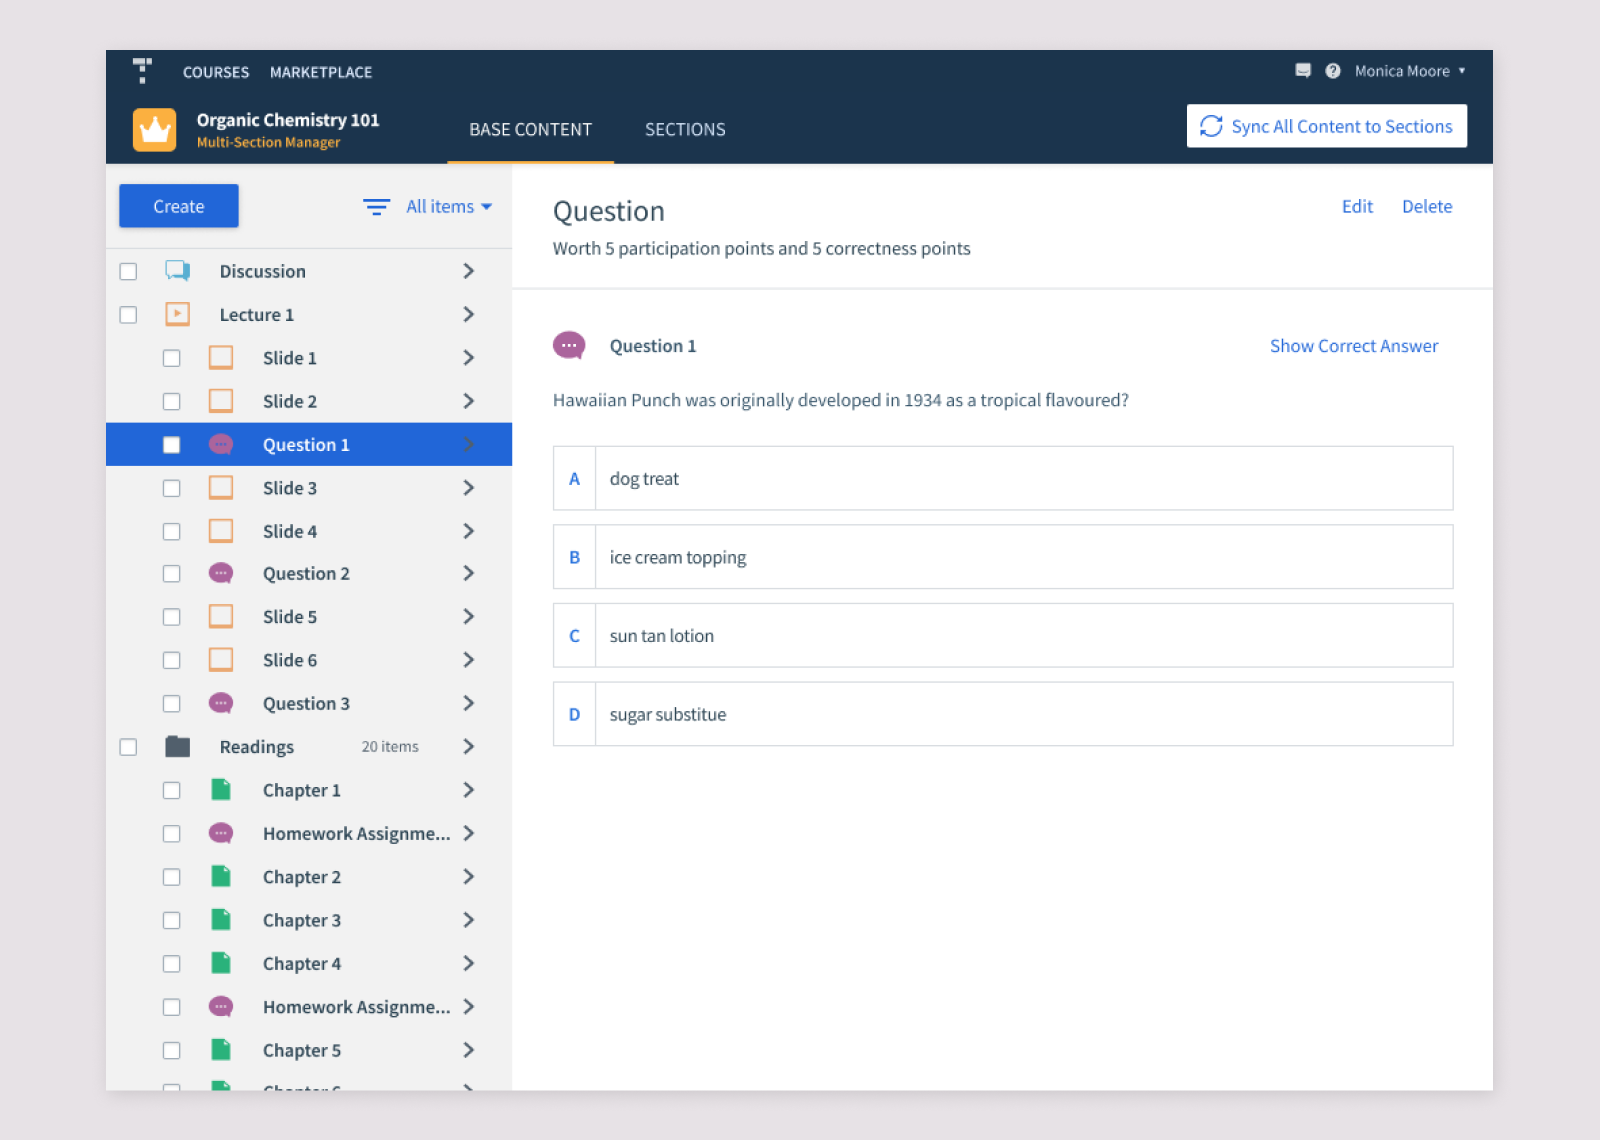 COURSES MARKETPLACE
Monica Moore
Organic Chemistry 101
Multi-Section Manager
BASE CONTENT
SECTIONS
Sync All Content to Sections
Create
All items
Discussion
Lecture 1
Slide 1
Slide 2
Question 1
Slide 3
Slide 4
Question 2
Slide 5
Slide 6
Question 3
Readings 20 items
Chapter 1
Homework Assignme...
Chapter 2
Chapter 3
Chapter 4
Homework Assignme...
Chapter 5
Question
Edit Delete
Worth 5 participation points and 5 correctness points
Question 1
Show Correct Answer
Hawaiian Punch was originally developed in 1934 as a tropical flavoured?
A dog treat
B ice cream topping
C sun tan lotion
D sugar substitue